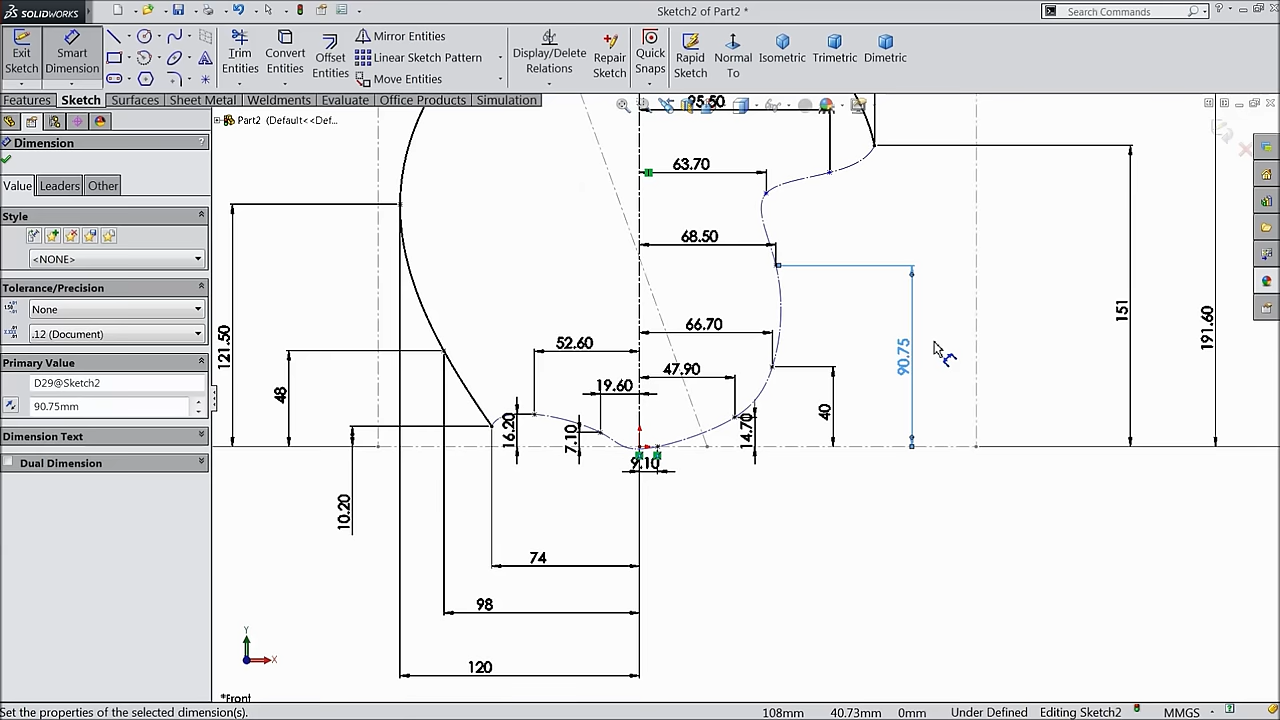 SOLIDWORKS
Sketch2 of Part2 *
Search Commands
Exit Sketch
Smart Dimension
Trim Entities
Convert Entities
Offset Entities
Mirror Entities
Linear Sketch Pattern
Move Entities
Display/Delete Relations
Repair Sketch
Quick Snaps
Rapid Sketch
Normal To
Isometric
Trimetric
Dimetric
Features
Sketch
Surfaces
Sheet Metal
Weldments
Evaluate
Office Products
Simulation
Part2 (Default<<Def...
Dimension
?
Value
Leaders
Other
Style
<NONE>
Tolerance/Precision
None
.12 (Document)
Primary Value
D29@Sketch2
90.75mm
Dimension Text
Dual Dimension
95.50
63.70
68.50
66.70
52.60
47.90
19.60
121.50
48
16.20
7.10
14.70
40
90.75
151
191.60
9.10
10.20
74
98
120
Y
X
*Front
Set the properties of the selected dimension(s).
108mm
40.73mm
0mm
Under Defined
Editing Sketch2
MMGS